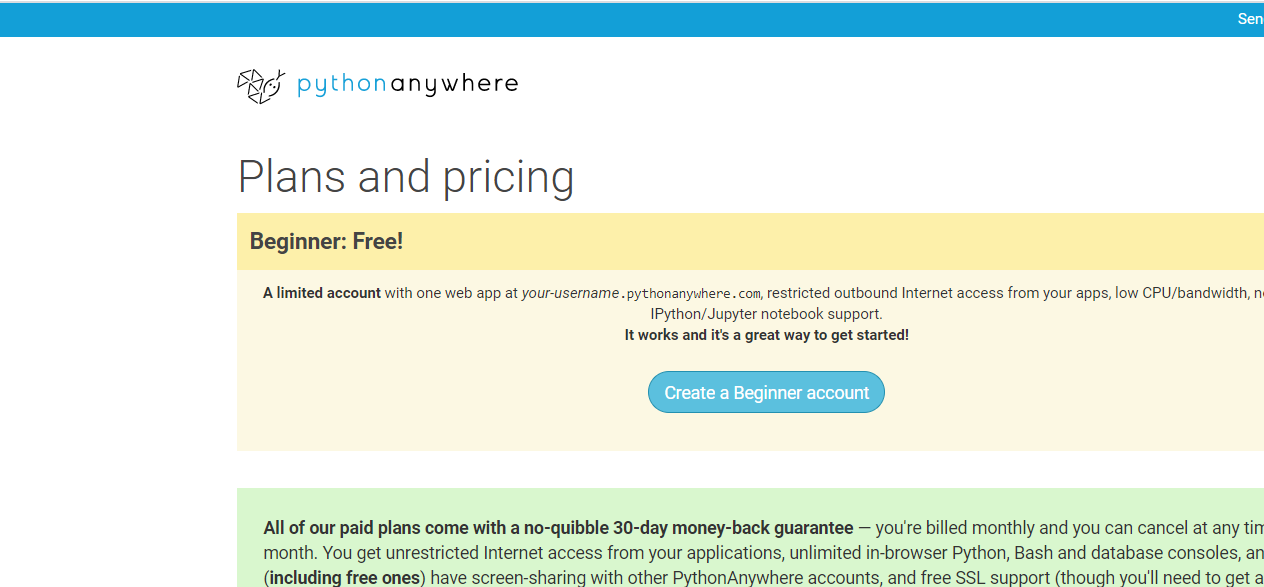 pythonanywhere
Plans and pricing
Beginner: Free!
A limited account with one web app at your-username.pythonanywhere.com, restricted outbound Internet access from your apps, low CPU/bandwidth,
IPython/Jupyter notebook support.
It works and it's a great way to get started!
Create a Beginner account
All of our paid plans come with a no-quibble 30-day money-back guarantee — you're billed monthly and you can cancel at any
month. You get unrestricted Internet access from your applications, unlimited in-browser Python, Bash and database consoles,
(including free ones) have screen-sharing with other PythonAnywhere accounts, and free SSL support (though you'll need to get a